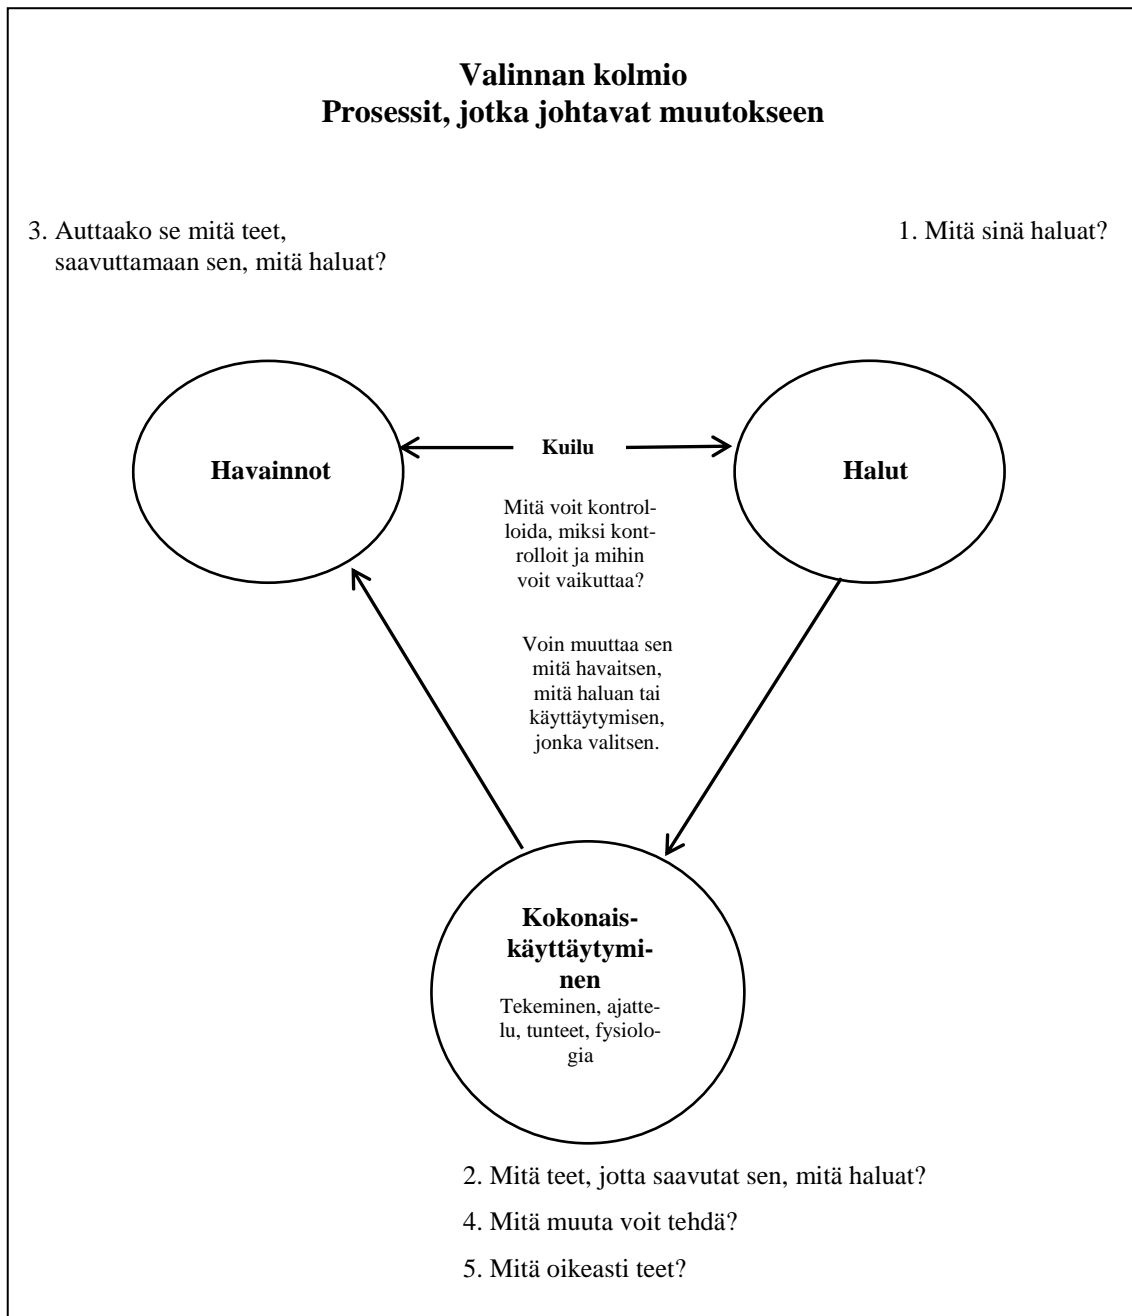 Valinnan kolmio
Prosessit, jotka johtavat muutokseen
3. Auttaako se mitä teet,
saavuttamaan sen, mitä haluat?
1. Mitä sinä haluat?
Havainnot
Kuilu
Halut
Mitä voit kontrol-
loida, miksi kont-
rolloit ja mihin
voit vaikuttaa?
Voin muuttaa sen
mitä havaitsen,
mitä haluan tai
käyttäytymisen,
jonka valitsen.
Kokonais-
käyttäytymi-
nen
Tekeminen, ajatte-
lu, tunteet, fysiolo-
gia
2. Mitä teet, jotta saavutat sen, mitä haluat?
4. Mitä muuta voit tehdä?
5. Mitä oikeasti teet?